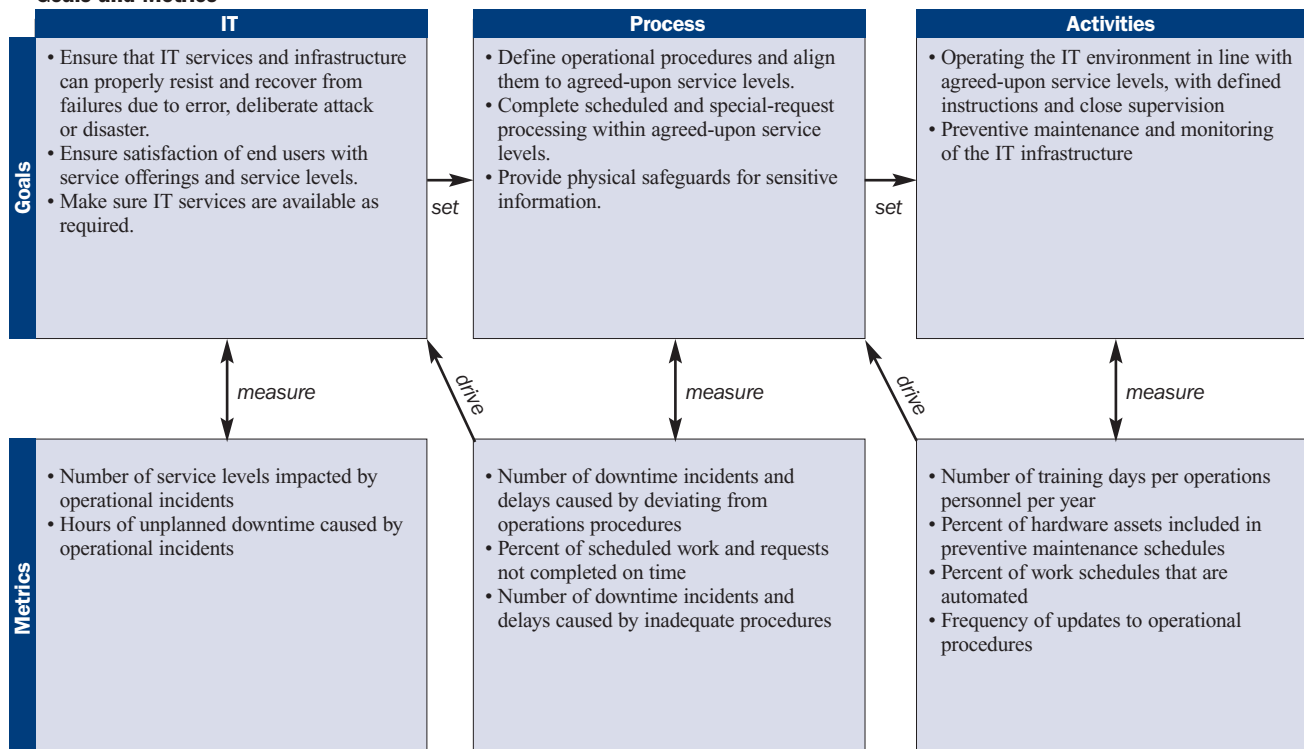 Goals and Metrics
IT
Process
Activities
Goals
• Ensure that IT services and infrastructure
can properly resist and recover from
failures due to error, deliberate attack
or disaster.
• Ensure satisfaction of end users with
service offerings and service levels.
• Make sure IT services are available as
required.
set
• Define operational procedures and align
them to agreed-upon service levels.
• Complete scheduled and special-request
processing within agreed-upon service
levels.
• Provide physical safeguards for sensitive
information.
set
• Operating the IT environment in line with
agreed-upon service levels, with defined
instructions and close supervision
• Preventive maintenance and monitoring
of the IT infrastructure
measure
drive
measure
drive
measure
Metrics
• Number of service levels impacted by
operational incidents
• Hours of unplanned downtime caused by
operational incidents
• Number of downtime incidents and
delays caused by deviating from
operations procedures
• Percent of scheduled work and requests
not completed on time
• Number of downtime incidents and
delays caused by inadequate procedures
• Number of training days per operations
personnel per year
• Percent of hardware assets included in
preventive maintenance schedules
• Percent of work schedules that are
automated
• Frequency of updates to operational
procedures